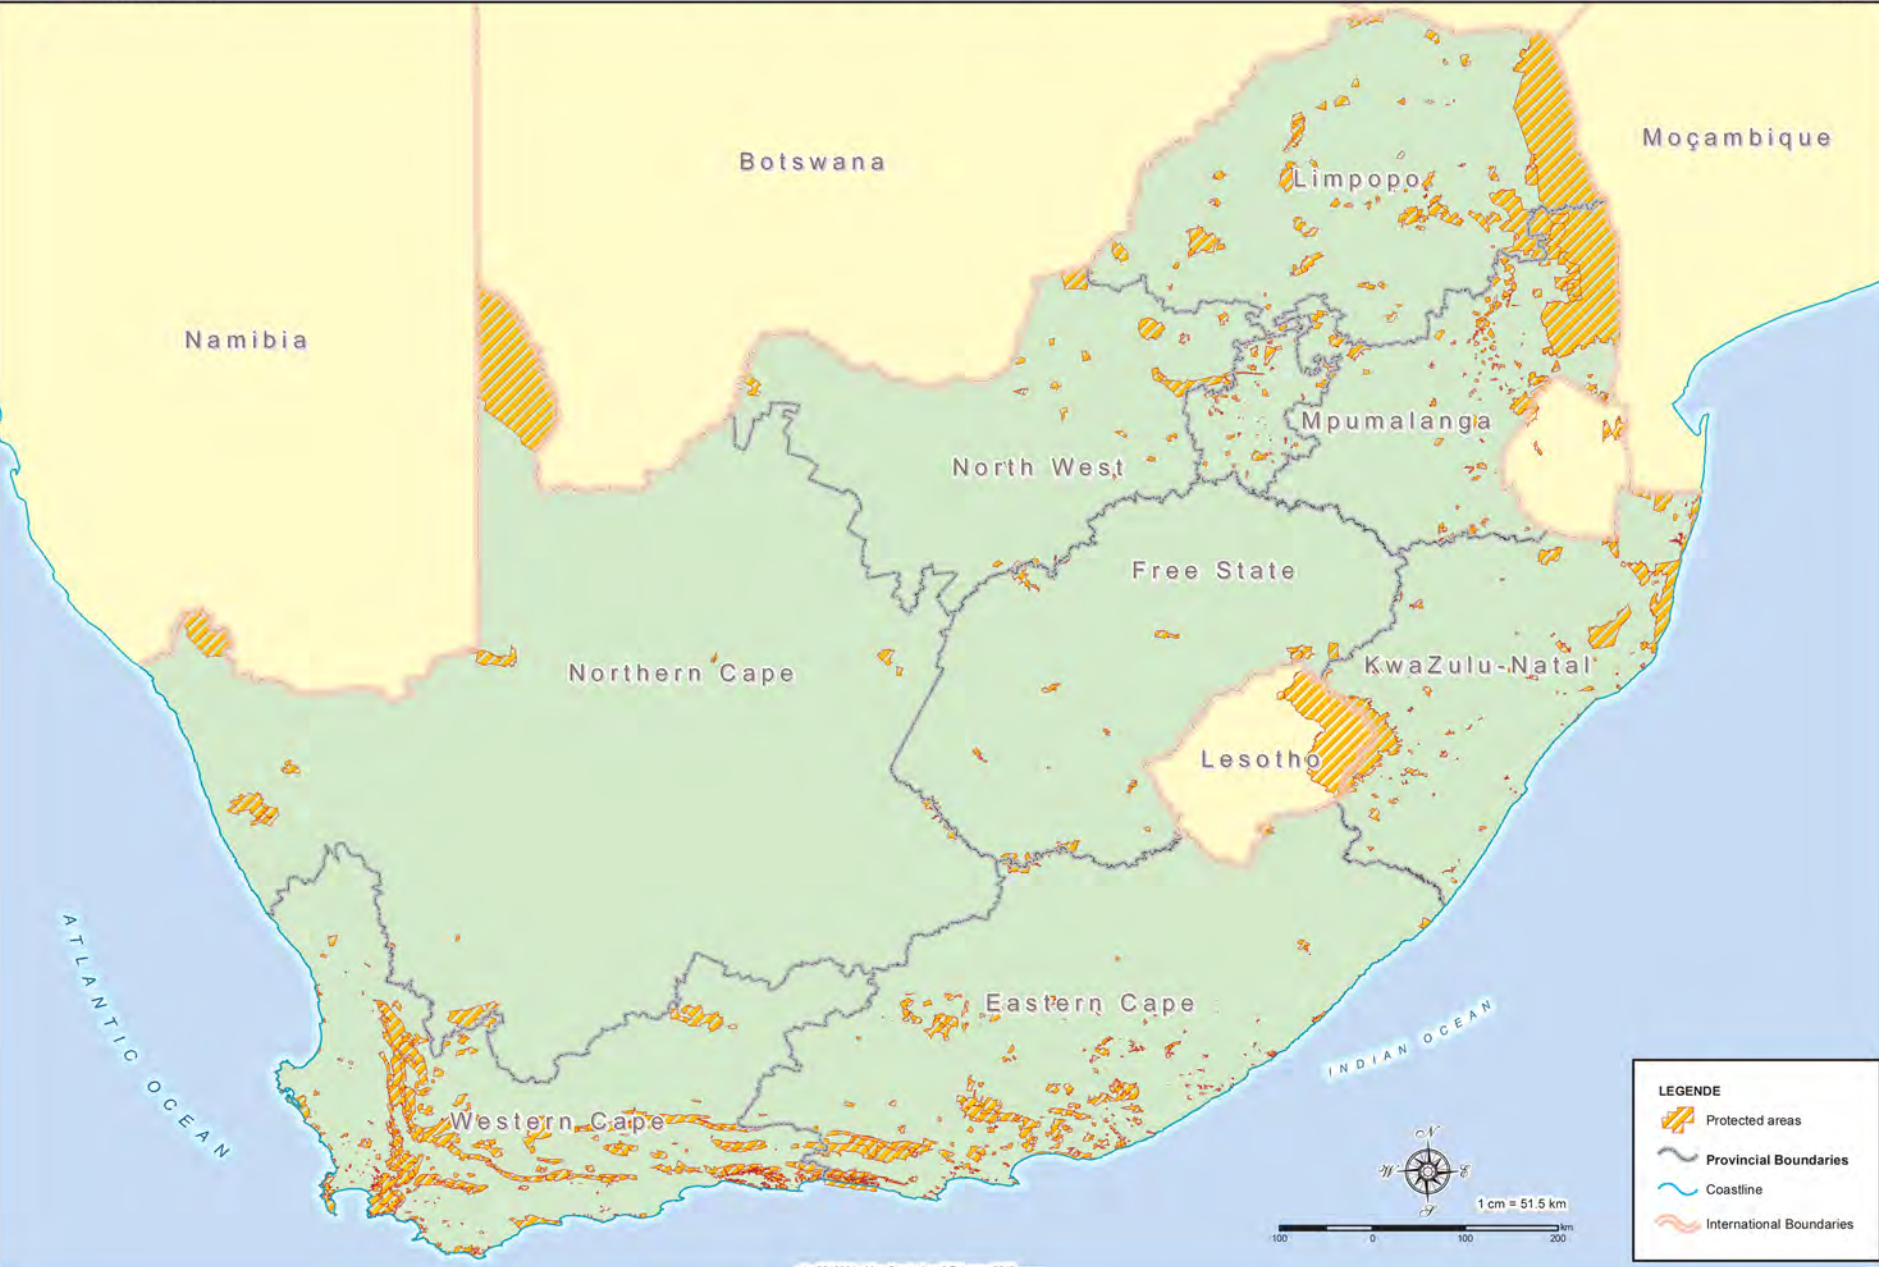 Botswana
Moçambique
Limpopo
Namibia
Mpumalanga
North West
Free State
KwaZulu-Natal
Northern Cape
Lesotho
ATLANTIC OCEAN
Eastern Cape
INDIAN OCEAN
Western Cape
LEGENDE
Protected areas
Provincial Boundaries
Coastline
International Boundaries
N
W E
S
1 cm = 51.5 km
100 0 100 200 km